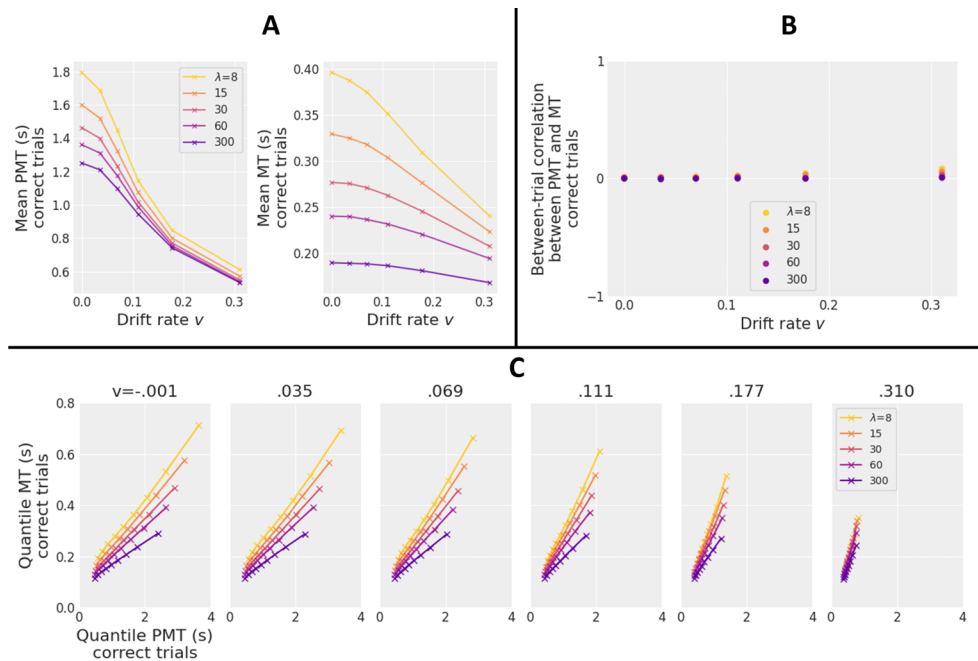 A
Mean PMT (s)
correct trials
1.8
1.6
1.4
1.2
1.0
0.8
0.6
0.0 0.1 0.2 0.3
Drift rate v
λ=8
15
30
60
300
Mean MT (s)
correct trials
0.40
0.35
0.30
0.25
0.20
0.0 0.1 0.2 0.3
Drift rate v
B
Between-trial correlation
between PMT and MT
correct trials
1
0
−1
λ=8
15
30
60
300
0.0 0.1 0.2 0.3
Drift rate v
C
v=-.001 .035 .069 .111 .177 .310
Quantile MT (s)
correct trials
0.8
0.6
0.4
0.2
0.0
λ=8
15
30
60
300
0 2 4 0 2 4 0 2 4 0 2 4 0 2 4 0 2 4
Quantile PMT (s)
correct trials